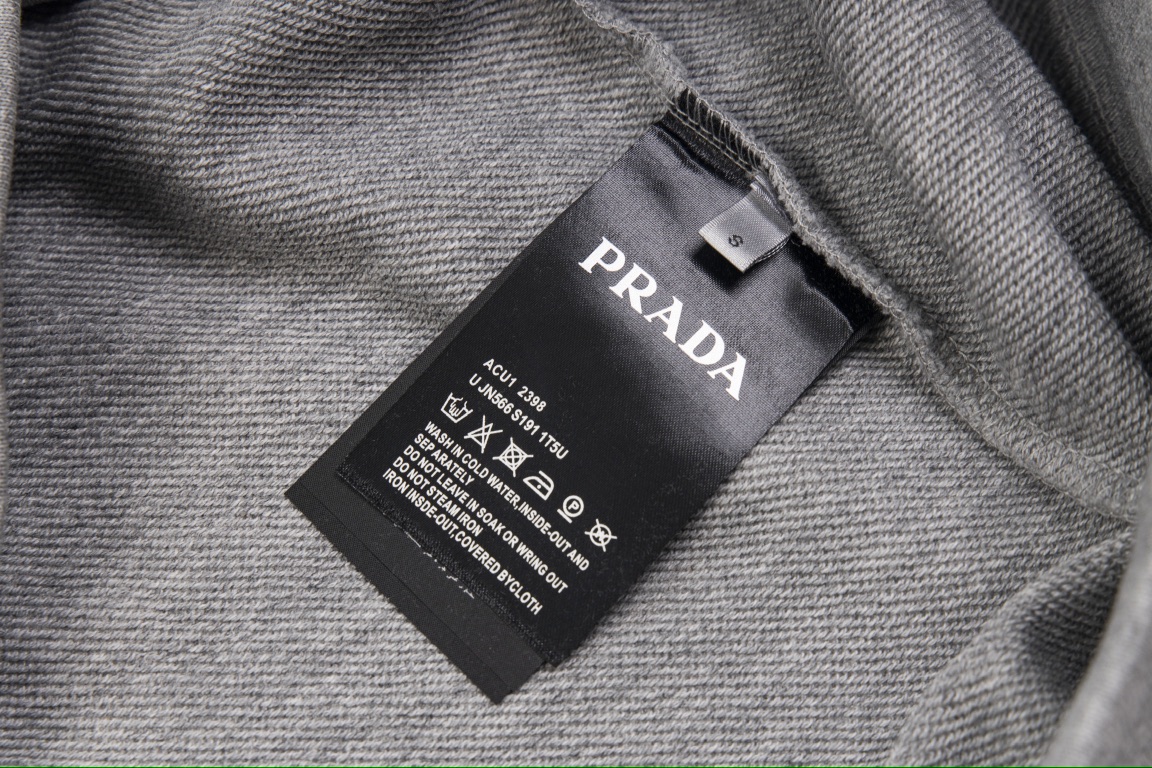 S
PRADA
ACU1 2398
U JN566 S191 1T5U
P
WASH IN COLD WATER,INSIDE-OUT AND
SEPARATELY
DO NOT LEAVE IN SOAK OR WRING OUT
DO NOT STEAM IRON
IRON INSDE-OUT,COVERED BYCLOTH